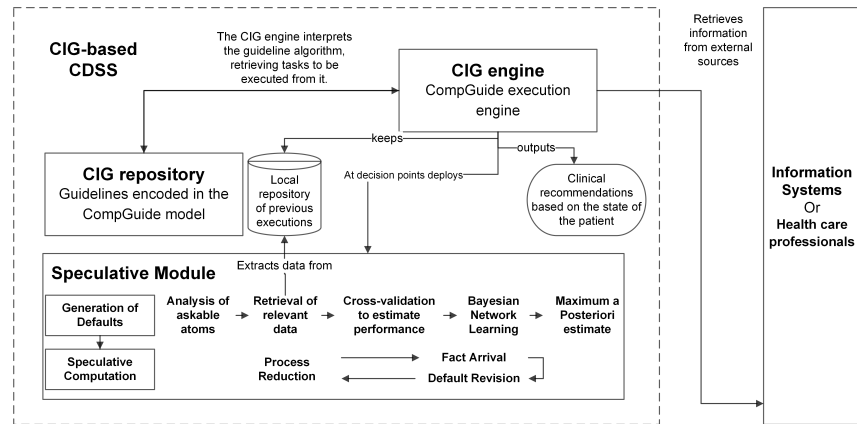 CIG-based
CDSS
The CIG engine interprets
the guideline algorithm,
retrieving tasks to be
executed from it.
CIG engine
CompGuide execution
engine
Retrieves
information
from external
sources
keeps
outputs
CIG repository
Guidelines encoded in the
CompGuide model
Local
repository
of previous
executions
At decision points deploys
Clinical
recommendations
based on the state of
the patient
Information
Systems
Or
Health care
professionals
Speculative Module
Extracts data from
Generation of
Defaults
Analysis of
askable
atoms
Retrieval of
relevant
data
Cross-validation
to estimate
performance
Bayesian
Network
Learning
Maximum a
Posteriori
estimate
Speculative
Computation
Process
Reduction
Fact Arrival
Default Revision